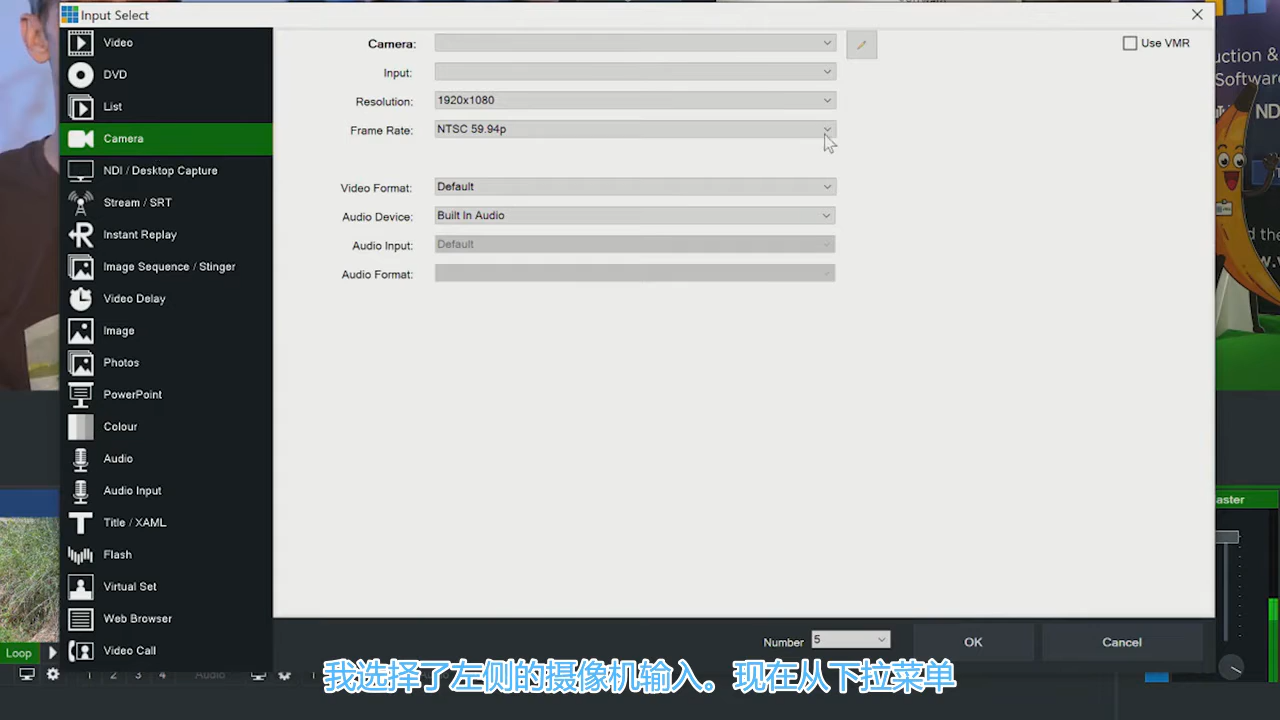 Input Select
Video
DVD
List
Camera
NDI / Desktop Capture
Stream / SRT
Instant Replay
Image Sequence / Stinger
Video Delay
Image
Photos
PowerPoint
Colour
Audio
Audio Input
Title / XAML
Flash
Virtual Set
Web Browser
Video Call
Camera:
Use VMR
Input:
Resolution: 1920x1080
Frame Rate: NTSC 59.94p
Video Format: Default
Audio Device: Built In Audio
Audio Input: Default
Audio Format:
uction &
Software
ND
d the
w.v
aster
Number 5
OK
Cancel
Loop
1 2 3 4 Audio
我选择了左侧的摄像机输入。现在从下拉菜单